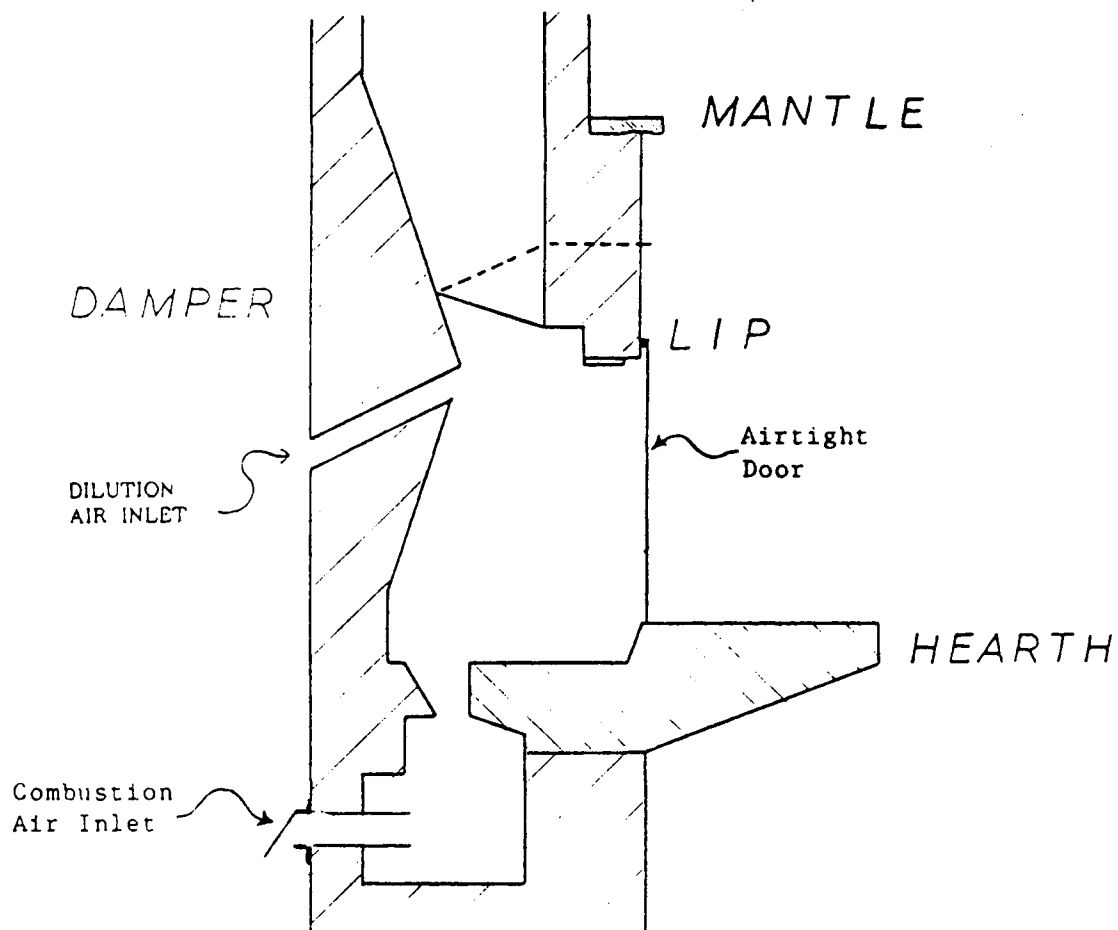 MANTLE
DAMPER
LIP
Airtight
Door
DILUTION
AIR INLET
HEARTH
Combustion
Air Inlet